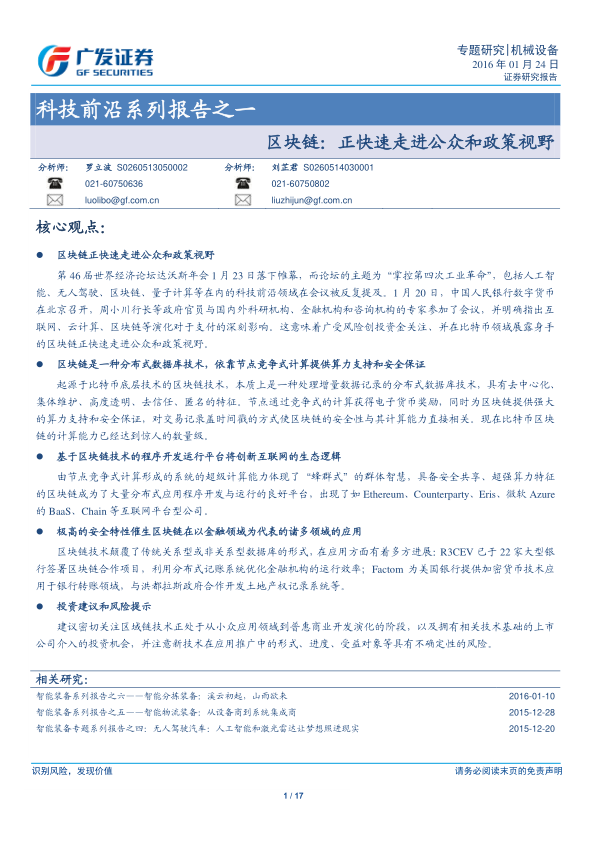 广发证券
GF SECURITIES
专题研究|机械设备
2016 年 01 月 24 日
证券研究报告
科技前沿系列报告之一
区块链：正快速走进公众和政策视野
分析师： 罗立波 S0260513050002 分析师： 刘芷君 S0260514030001
021-60750636 021-60750802
luolibo@gf.com.cn liuzhijun@gf.com.cn
核心观点：
● 区块链正快速走进公众和政策视野
第 46 届世界经济论坛达沃斯年会 1 月 23 日落下帷幕，而论坛的主题为“掌控第四次工业革命”，包括人工智
能、无人驾驶、区块链、量子计算等在内的科技前沿领域在会议被反复提及。1 月 20 日，中国人民银行数字货币
在北京召开，周小川行长等政府官员与国内外科研机构、金融机构和咨询机构的专家参加了会议，并明确指出互
联网、云计算、区块链等演化对于支付的深刻影响。这意味着广受风险创投资金关注、并在比特币领域展露身手
的区块链正快速走进公众和政策视野。
● 区块链是一种分布式数据库技术，依靠节点竞争式计算提供算力支持和安全保证
起源于比特币底层技术的区块链技术，本质上是一种处理增量数据记录的分布式数据库技术，具有去中心化、
集体维护、高度透明、去信任、匿名的特征。节点通过竞争式的计算获得电子货币奖励，同时为区块链提供强大
的算力支持和安全保证，对交易记录盖时间戳的方式使区块链的安全性与其计算能力直接相关。现在比特币区块
链的计算能力已经达到惊人的数量级。
● 基于区块链技术的程序开发运行平台将创新互联网的生态逻辑
由节点竞争式计算形成的系统的超级计算能力体现了“蜂群式”的群体智慧，具备安全共享、超强算力特征
的区块链成为了大量分布式应用程序开发与运行的良好平台，出现了如 Ethereum、Counterparty、Eris、微软 Azure
的 BaaS、Chain 等互联网平台型公司。
● 极高的安全特性催生区块链在以金融领域为代表的诸多领域的应用
区块链技术颠覆了传统关系型或非关系型数据库的形式，在应用方面有着多方进展：R3CEV 已于 22 家大型银
行签署区块链合作项目，利用分布式记账系统优化金融机构的运行效率；Factom 为美国银行提供加密货币技术应
用于银行转账领域，与洪都拉斯政府合作开发土地产权记录系统等。
● 投资建议和风险提示
建议密切关注区域链技术正处于从小众应用领域到普惠商业开发演化的阶段，以及拥有相关技术基础的上市
公司介入的投资机会，并注意新技术在应用推广中的形式、进度、受益对象等具有不确定性的风险。
相关研究：
智能装备系列报告之六——智能分拣装备：溪云初起，山雨欲来 2016-01-10
智能装备系列报告之五——智能物流装备：从设备商到系统集成商 2015-12-28
智能装备专题系列报告之四：无人驾驶汽车：人工智能和激光雷达让梦想照进现实 2015-12-20
识别风险，发现价值 请务必阅读末页的免责声明
1 / 17